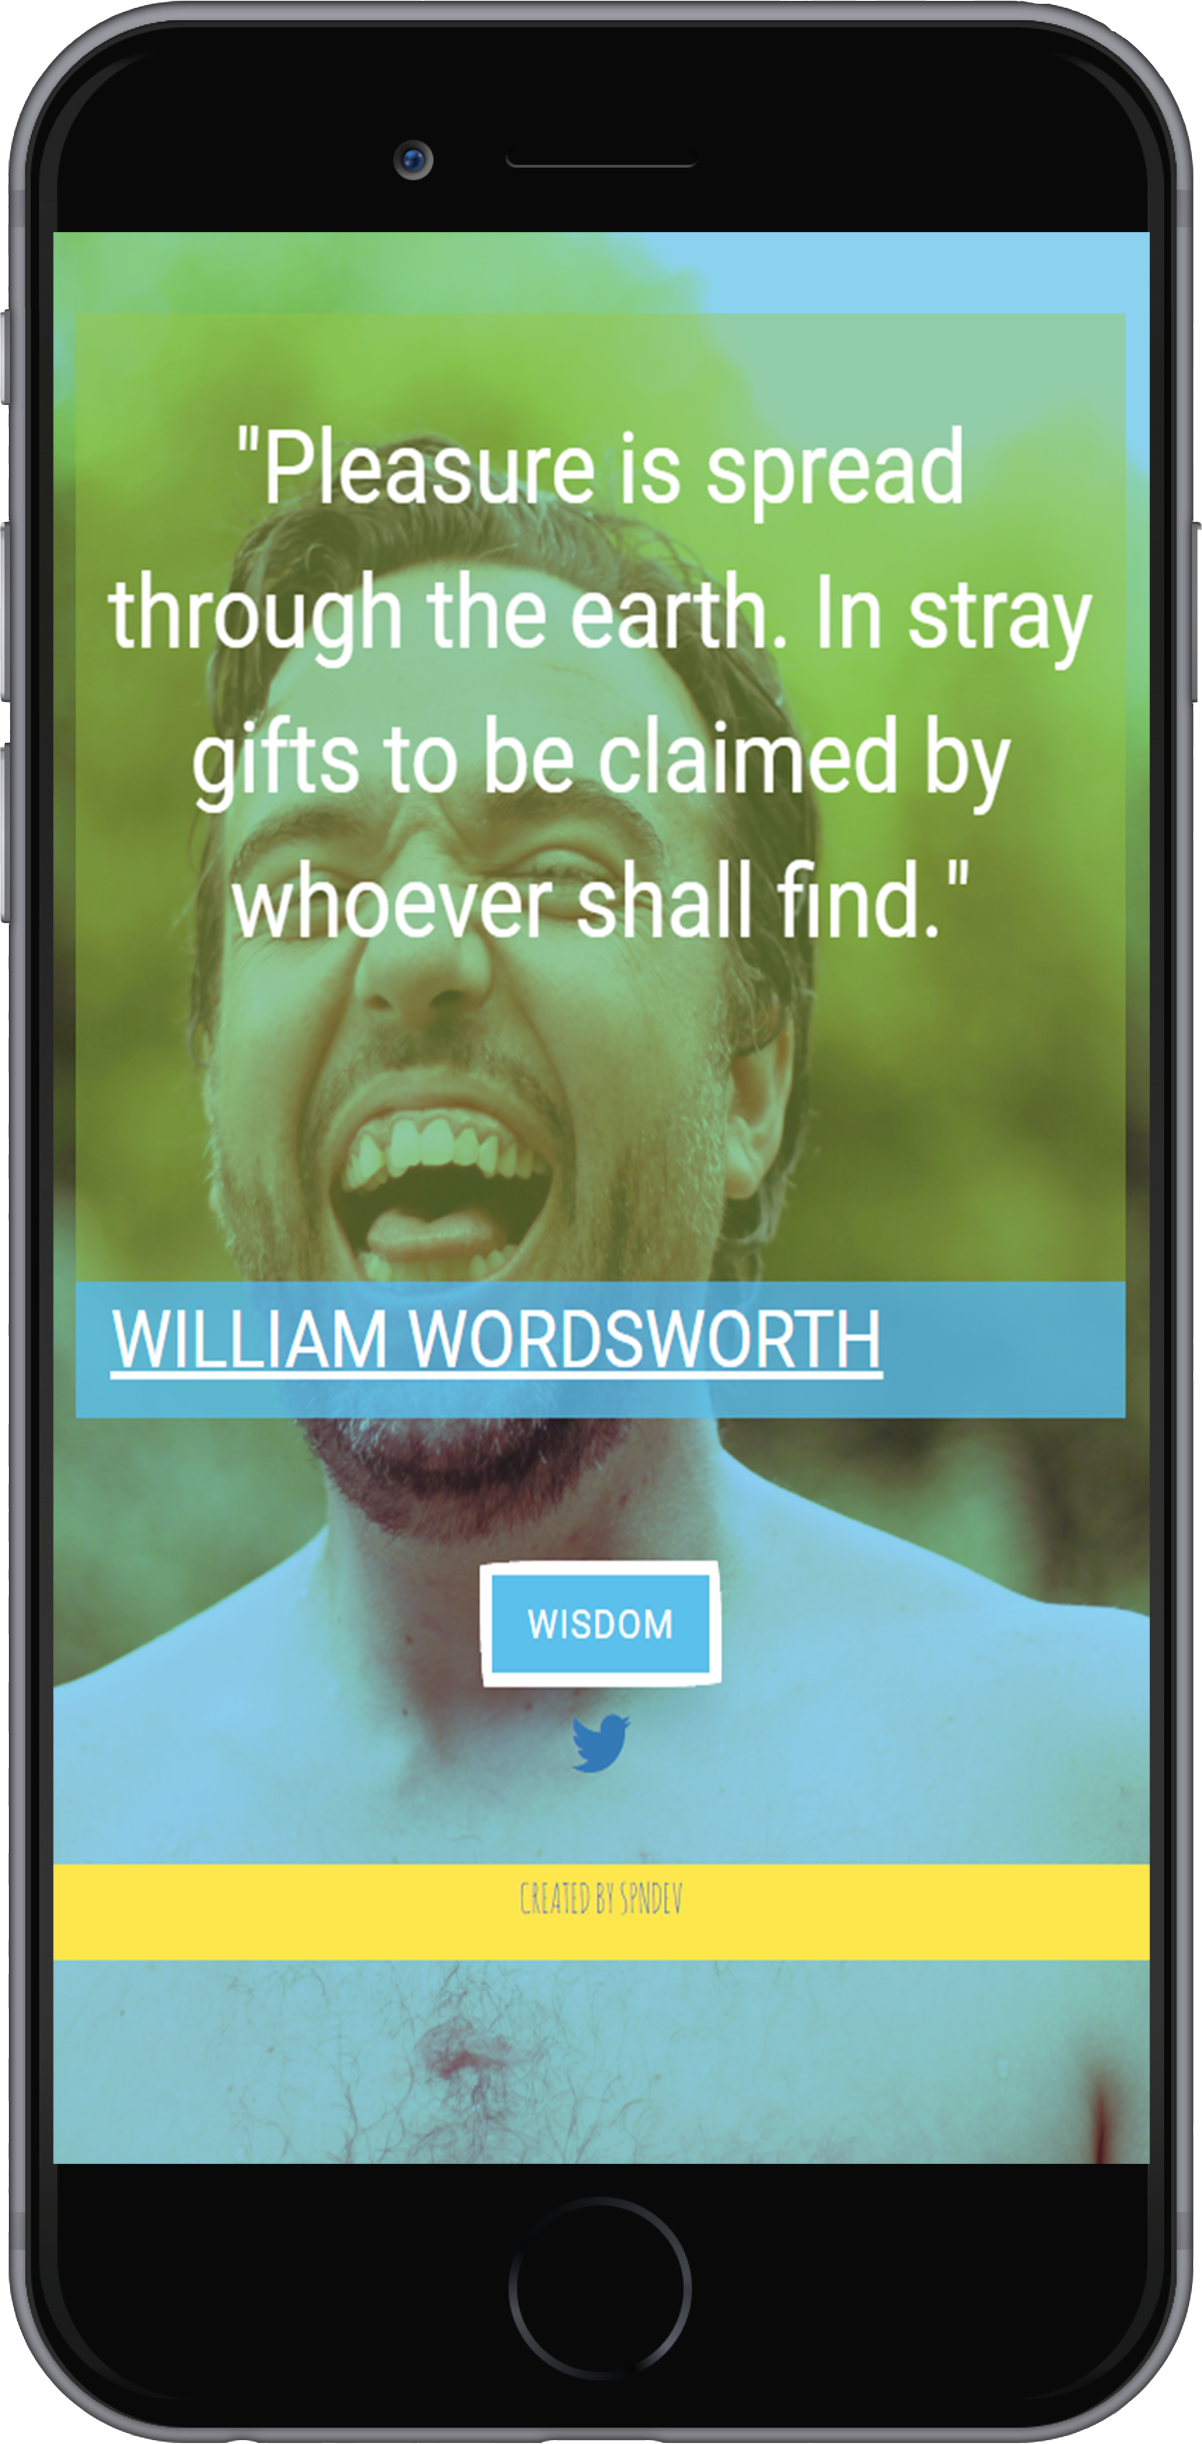 "Pleasure is spread
through the earth. In stray
gifts to be claimed by
whoever shall find."
WILLIAM WORDSWORTH
WISDOM
CREATED BY SPNDEV